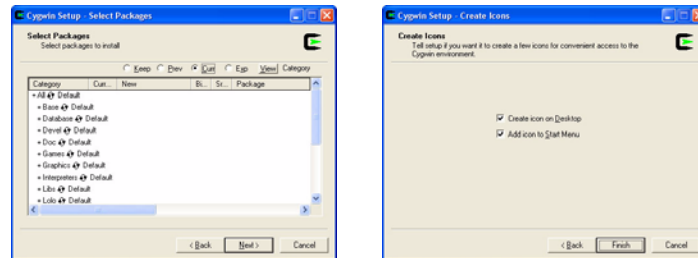 Cygwin Setup - Select Packages
Select Packages
Select packages to install
Keep Prev Curr Exp View Category
Category Curr... New Bi... Sr... Package
+ All Default
+ Base Default
+ Database Default
+ Devel Default
+ Doc Default
+ Games Default
+ Graphics Default
+ Interpreters Default
+ Libs Default
< Back Next > Cancel
Cygwin Setup - Create Icons
Create Icons
Tell setup if you want it to create a few icons for convenient access to the
Cygwin environment.
Create icon on Desktop
Add icon to Start Menu
< Back Finish Cancel